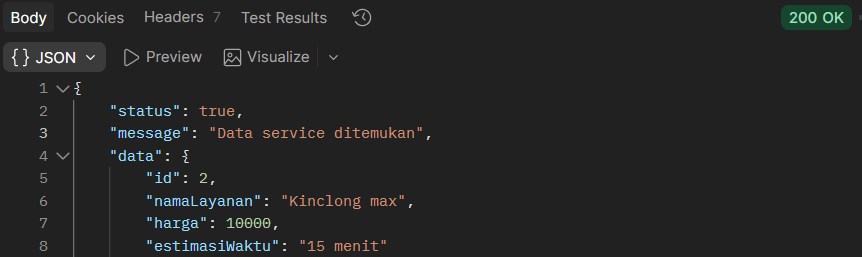 Body Cookies Headers 7 Test Results 200 OK
{} JSON Preview Visualize
1 {
2 "status": true,
3 "message": "Data service ditemukan",
4 "data": {
5 "id": 2,
6 "namaLayanan": "Kinclong max",
7 "harga": 10000,
8 "estimasiWaktu": "15 menit"